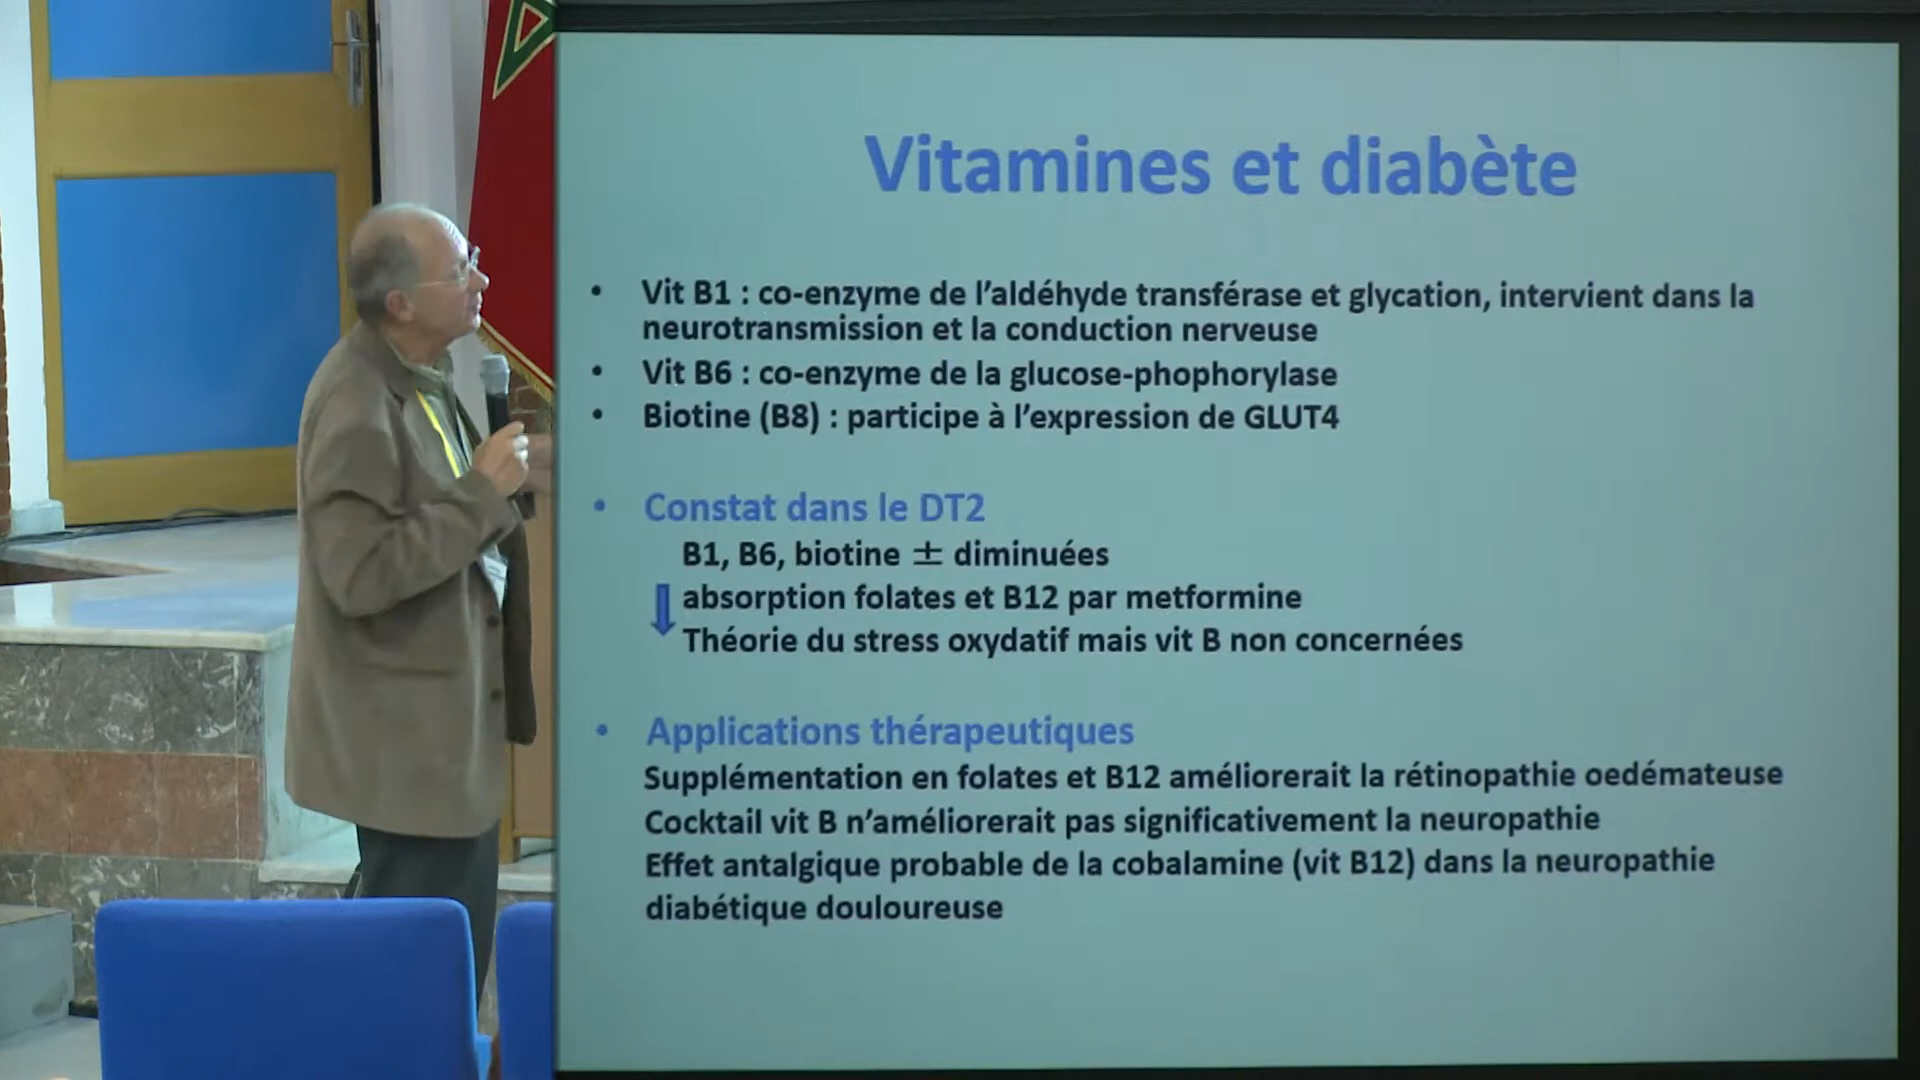 Vitamines et diabète
• Vit B1 : co-enzyme de l’aldéhyde transférase et glycation, intervient dans la
neurotransmission et la conduction nerveuse
• Vit B6 : co-enzyme de la glucose-phophorylase
• Biotine (B8) : participe à l’expression de GLUT4
• Constat dans le DT2
B1, B6, biotine ± diminuées
absorption folates et B12 par metformine
Théorie du stress oxydatif mais vit B non concernées
• Applications thérapeutiques
Supplémentation en folates et B12 améliorerait la rétinopathie oedémateuse
Cocktail vit B n’améliorerait pas significativement la neuropathie
Effet antalgique probable de la cobalamine (vit B12) dans la neuropathie
diabétique douloureuse